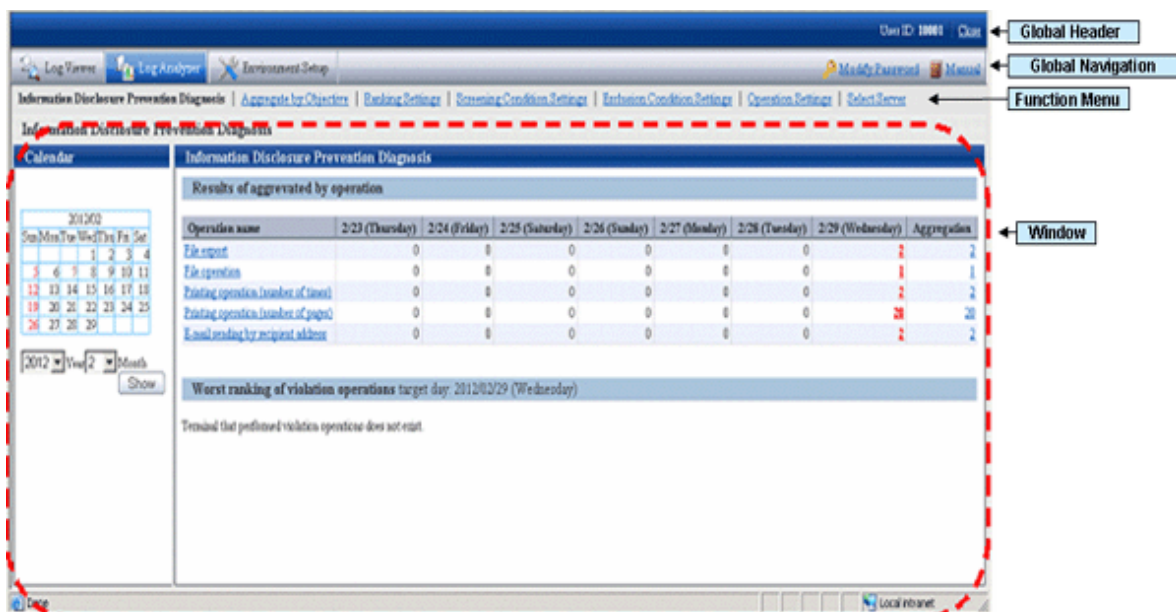 User ID: 10001 Close
Global Header
Log Viewer Log Analyzer Environment Setup Modify Password Manual
Global Navigation
Information Disclosure Prevention Diagnosis | Aggregate by Objective | Ranking Settings | Screening Condition Settings | Exclusion Condition Settings | Operation Settings | Select Server
Function Menu
Information Disclosure Prevention Diagnosis
Calendar
Information Disclosure Prevention Diagnosis
Results of aggrevated by operation
2012/02
Sun Mon Tue Wed Thu Fri Sat
1 2 3 4
5 6 7 8 9 10 11
12 13 14 15 16 17 18
19 20 21 22 23 24 25
26 27 28 29
2012 Year 2 Month
Show
Operation name 2/23 (Thursday) 2/24 (Friday) 2/25 (Saturday) 2/26 (Sunday) 2/27 (Monday) 2/28 (Tuesday) 2/29 (Wednesday) Aggregation
File export 0 0 0 0 0 0 2 2
File operation 0 0 0 0 0 0 1 1
Printing operation (number of times) 0 0 0 0 0 0 2 2
Printing operation (number of pages) 0 0 0 0 0 0 20 20
E-mail sending by recipient address 0 0 0 0 0 0 2 2
Window
Worst ranking of violation operations target day: 2012/02/29 (Wednesday)
Terminal that performed violation operations does not exist.
Done
Local intranet